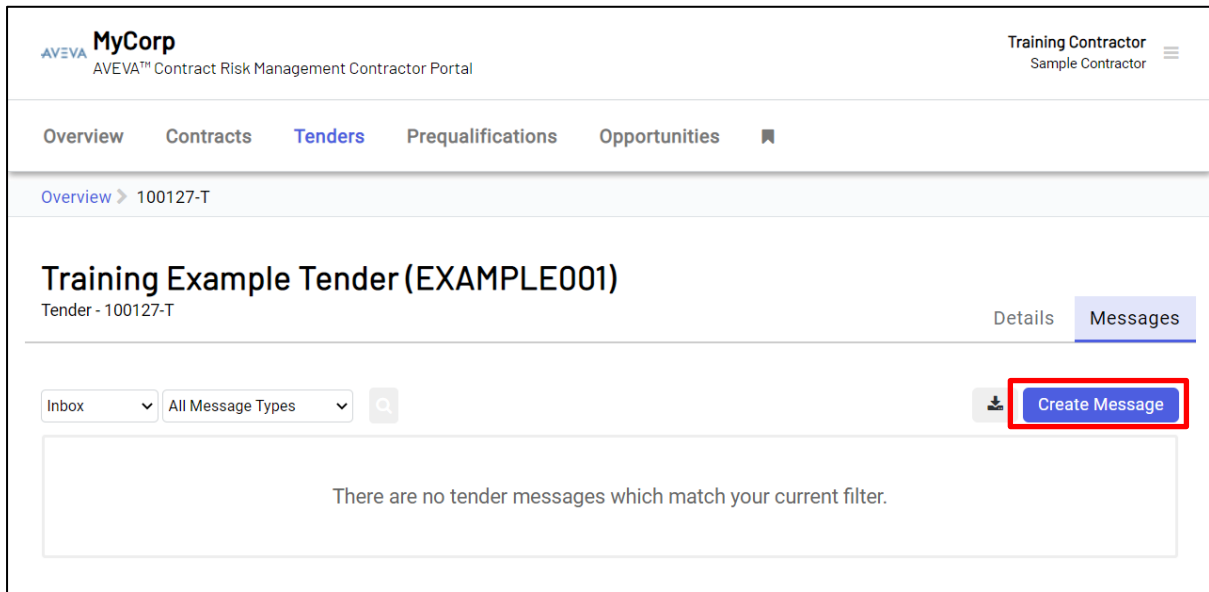 AVEVA MyCorp
AVEVA™ Contract Risk Management Contractor Portal
Training Contractor
Sample Contractor
Overview Contracts Tenders Prequalifications Opportunities
Overview 100127-T
Training Example Tender (EXAMPLE001)
Tender - 100127-T
Details Messages
Inbox All Message Types Create Message
There are no tender messages which match your current filter.